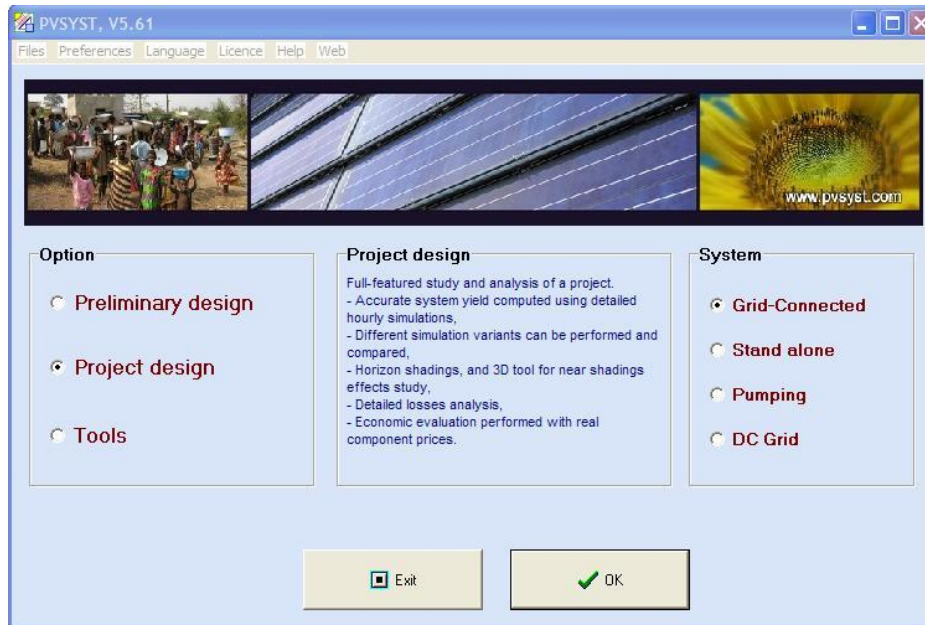 PVSYST, V5.61
Files Preferences Language Licence Help Web
www.pvsyst.com
Option
Preliminary design
Project design
Tools
Project design
Full-featured study and analysis of a project.
- Accurate system yield computed using detailed
hourly simulations,
- Different simulation variants can be performed and
compared,
- Horizon shadings, and 3D tool for near shadings
effects study,
- Detailed losses analysis,
- Economic evaluation performed with real
component prices.
System
Grid-Connected
Stand alone
Pumping
DC Grid
Exit
OK